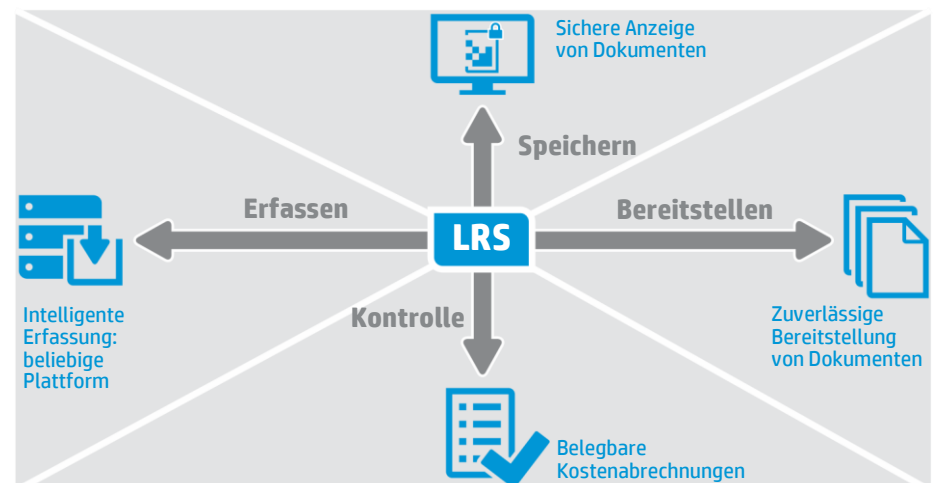 Sichere Anzeige
von Dokumenten
Speichern
Erfassen
Bereitstellen
LRS
Kontrolle
Intelligente
Erfassung:
beliebige
Plattform
Zuverlässige
Bereitstellung
von Dokumenten
Belegbare
Kostenabrechnungen